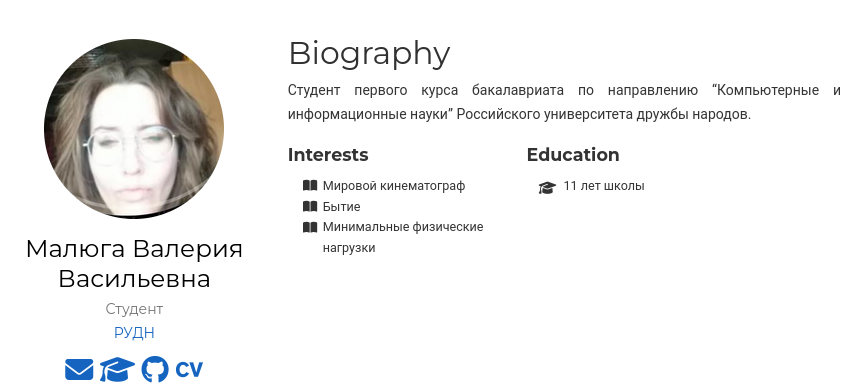 Biography
Студент первого курса бакалавриата по направлению “Компьютерные и
информационные науки” Российского университета дружбы народов.
Interests
Мировой кинематограф
Бытие
Минимальные физические
нагрузки
Education
11 лет школы
Малюга Валерия
Васильевна
Студент
РУДН
CV